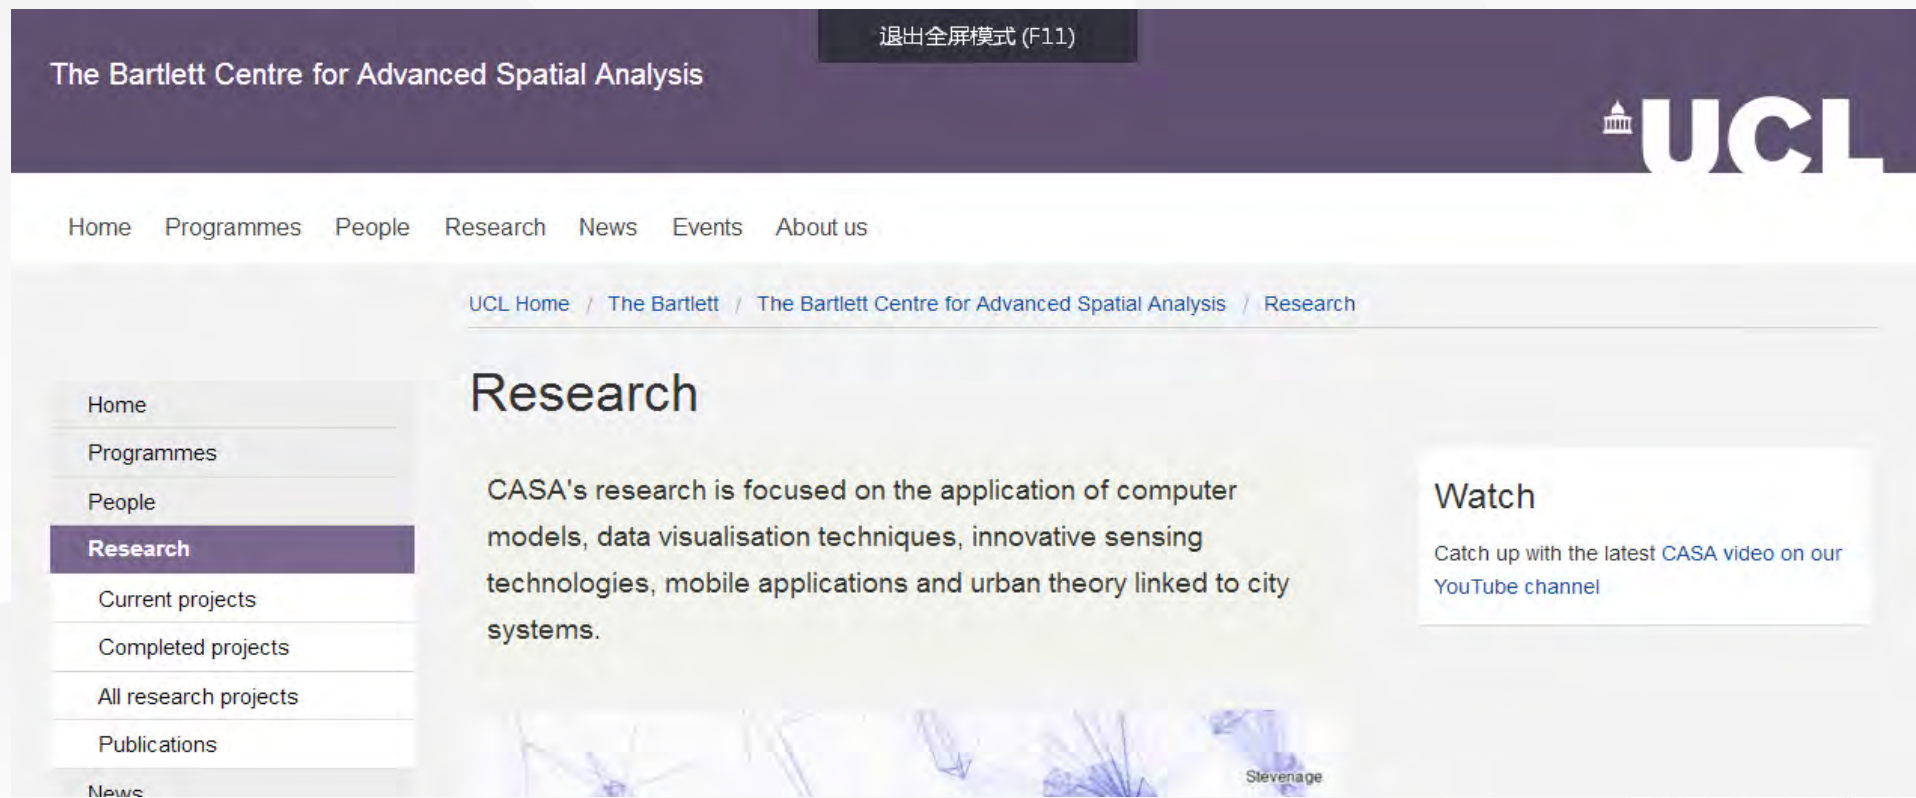 退出全屏模式 (F11)
The Bartlett Centre for Advanced Spatial Analysis
UCL
Home Programmes People Research News Events About us
UCL Home / The Bartlett / The Bartlett Centre for Advanced Spatial Analysis / Research
Home
Programmes
People
Research
Current projects
Completed projects
All research projects
Publications
News
Research
CASA's research is focused on the application of computer
models, data visualisation techniques, innovative sensing
technologies, mobile applications and urban theory linked to city
systems.
Stevenage
Watch
Catch up with the latest CASA video on our
YouTube channel